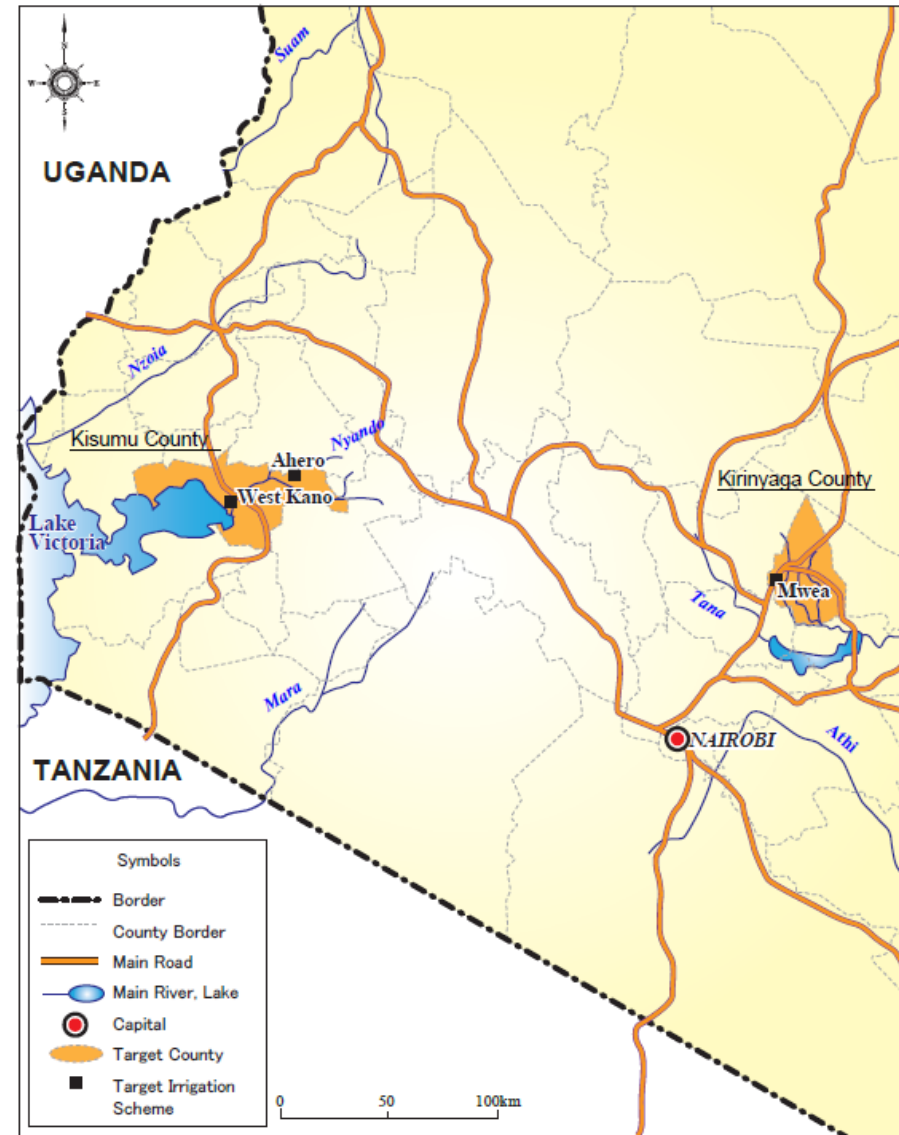 N
W
E
S
Suam
UGANDA
Nzoia
Kisumu County
Nyando
Ahero
West Kano
Lake
Victoria
Kirinyaga County
Mwea
Tana
Mara
NAIROBI
Athi
TANZANIA
Symbols
Border
County Border
Main Road
Main River, Lake
Capital
Target County
Target Irrigation
Scheme
0 50 100km